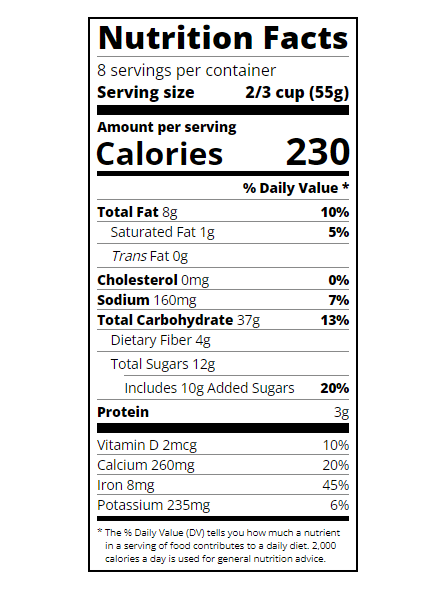 Nutrition Facts
8 servings per container
Serving size 2/3 cup (55g)
Amount per serving
Calories 230
% Daily Value *
Total Fat 8g 10%
Saturated Fat 1g 5%
Trans Fat 0g
Cholesterol 0mg 0%
Sodium 160mg 7%
Total Carbohydrate 37g 13%
Dietary Fiber 4g
Total Sugars 12g
Includes 10g Added Sugars 20%
Protein 3g
Vitamin D 2mcg 10%
Calcium 260mg 20%
Iron 8mg 45%
Potassium 235mg 6%
* The % Daily Value (DV) tells you how much a nutrient
in a serving of food contributes to a daily diet, 2,000
calories a day is used for general nutrition advice.